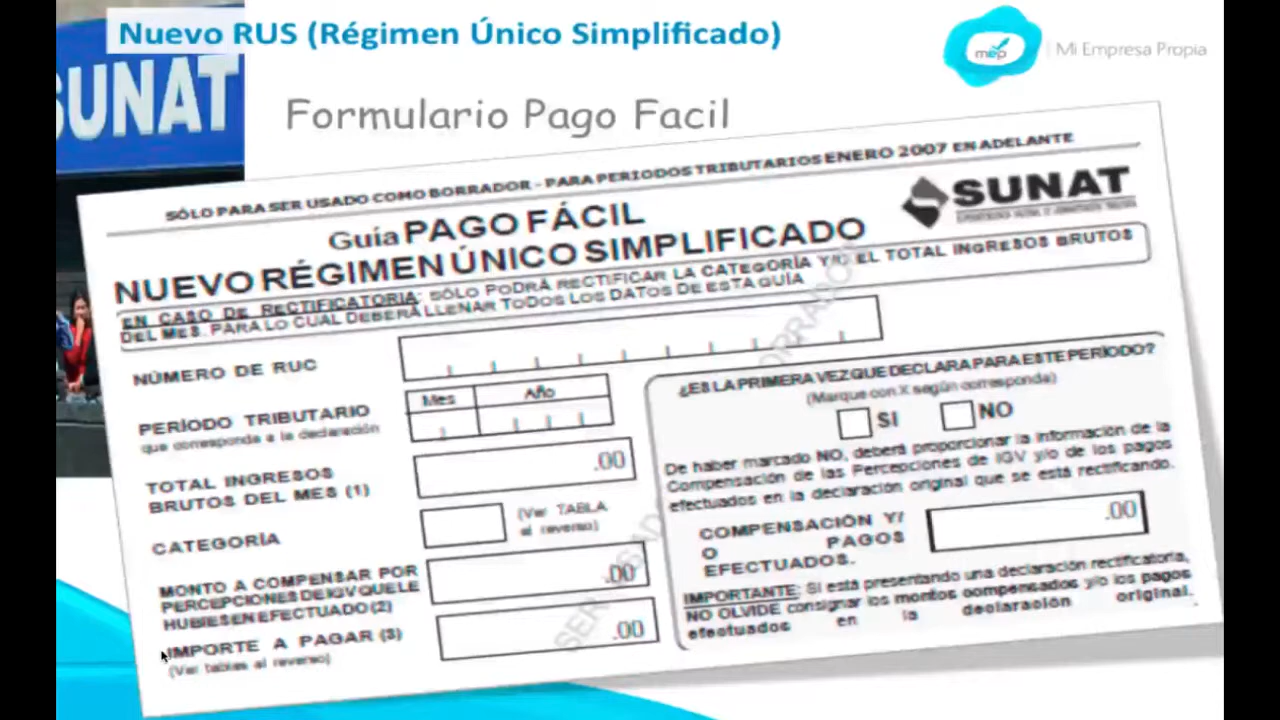 Nuevo RUS (Régimen Único Simplificado)
mep
Mi Empresa Propia
SUNAT
Formulario Pago Facil
SÓLO PARA SER USADO COMO BORRADOR - PARA PERIODOS TRIBUTARIOS ENERO 2007 EN ADELANTE
SUNAT
Guía PAGO FÁCIL
NUEVO RÉGIMEN ÚNICO SIMPLIFICADO
EN CASO DE RECTIFICATORIA: SÓLO PODRÁ RECTIFICAR LA CATEGORÍA Y/O EL TOTAL INGRESOS BRUTOS
DEL MES. PARA LO CUAL DEBERÁ LLENAR TODOS LOS DATOS DE ESTA GUÍA
NÚMERO DE RUC
PERÍODO TRIBUTARIO
que corresponde a la declaración
Mes Año
TOTAL INGRESOS
BRUTOS DEL MES (1)
.00
CATEGORÍA
(Ver TABLA
al reverso)
MONTO A COMPENSAR POR
PERCEPCIONES DE IGV QUE LE
HUBIESEN EFECTUADO (2)
.00
IMPORTE A PAGAR (3)
(Ver tablas al reverso)
.00
¿ES LA PRIMERA VEZ QUE DECLARA PARA ESTE PERÍODO?
(Marque con X según corresponda)
SI NO
De haber marcado NO, deberá proporcionar la información de la
Compensación de las Percepciones de IGV y/o de los pagos
efectuados en la declaración original que se está rectificando.
COMPENSACIÓN Y/
O PAGOS
EFECTUADOS.
.00
IMPORTANTE: Si está presentando una declaración rectificatoria,
NO OLVIDE consignar los montos compensados y/o los pagos
efectuados en la declaración original.